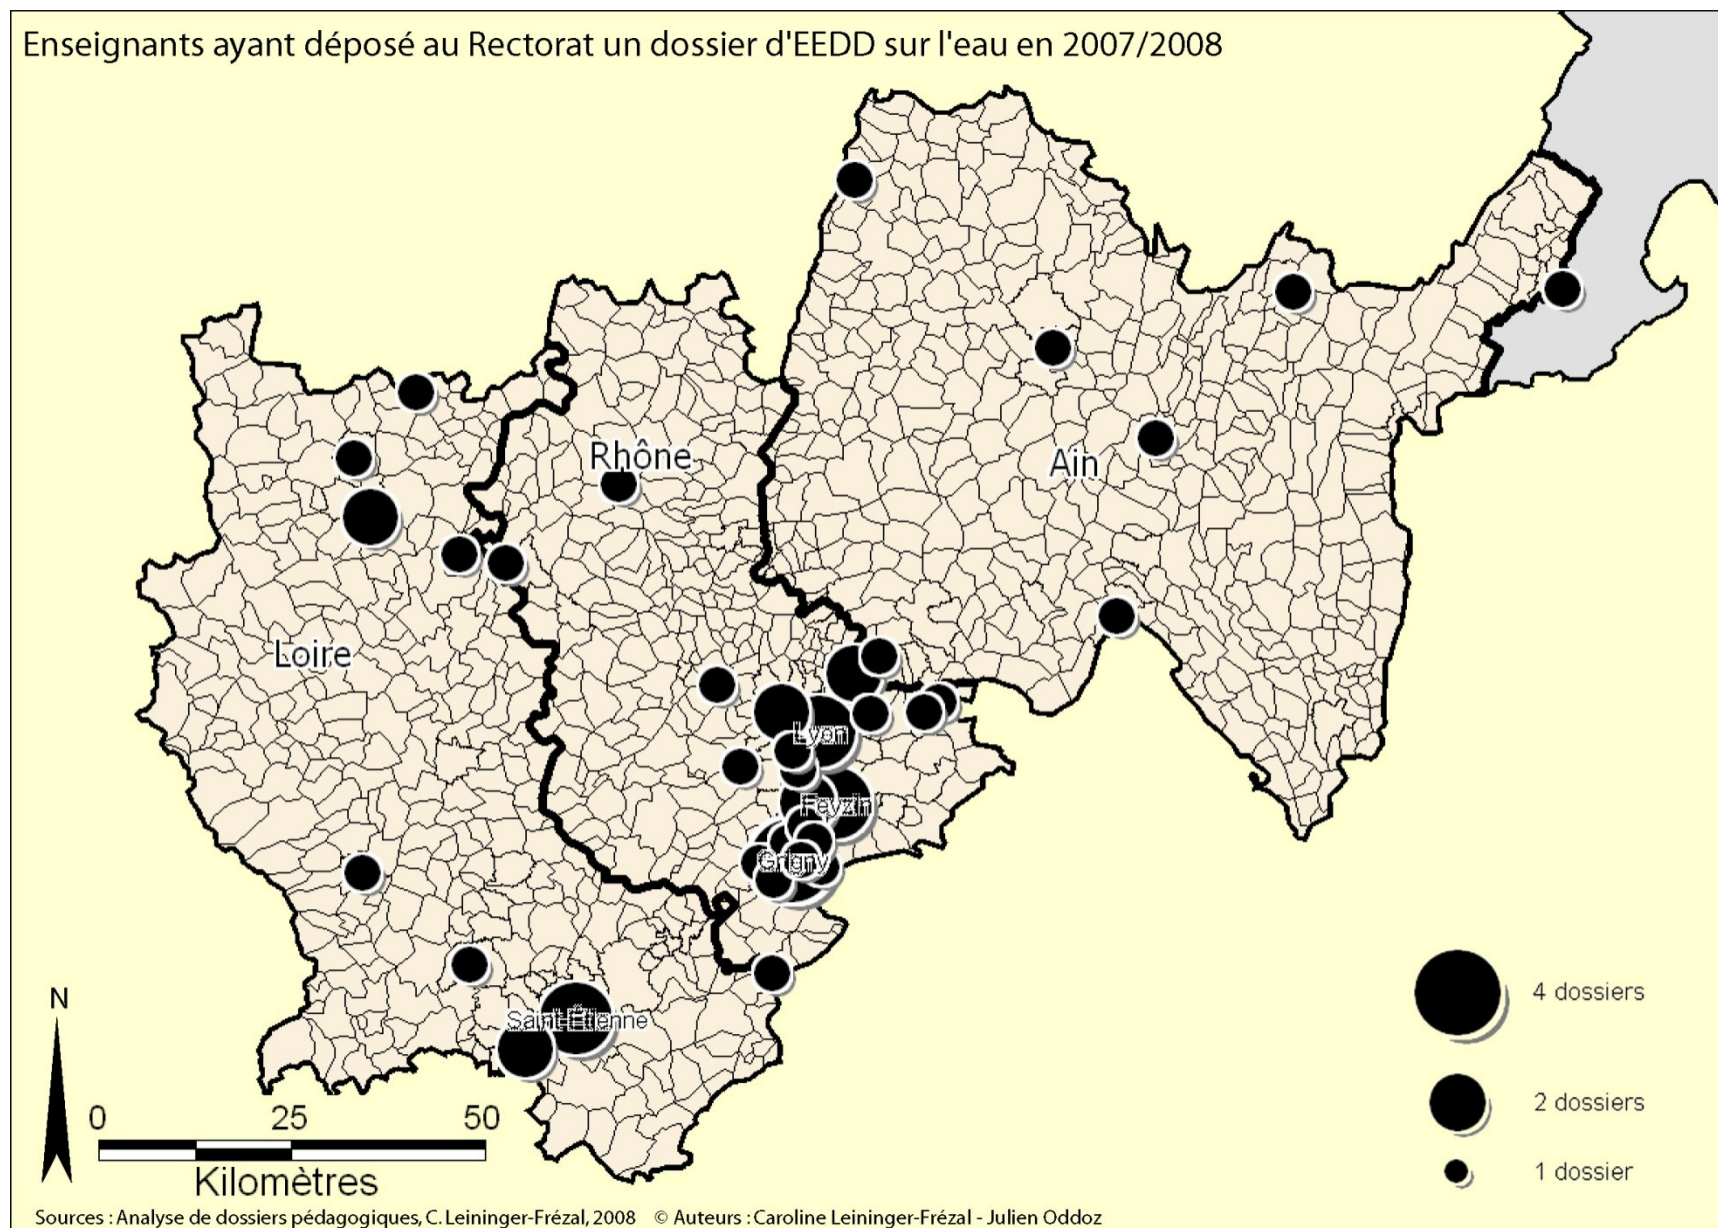 Enseignants ayant déposé au Rectorat un dossier d'EEDD sur l'eau en 2007/2008
Rhône
Ain
Loire
Lyon
Feyzin
Grigny
Saint-Étienne
4 dossiers
2 dossiers
1 dossier
N
0 25 50
Kilomètres
Sources : Analyse de dossiers pédagogiques, C. Leininger-Frézal, 2008 © Auteurs : Caroline Leininger-Frézal - Julien Oddoz